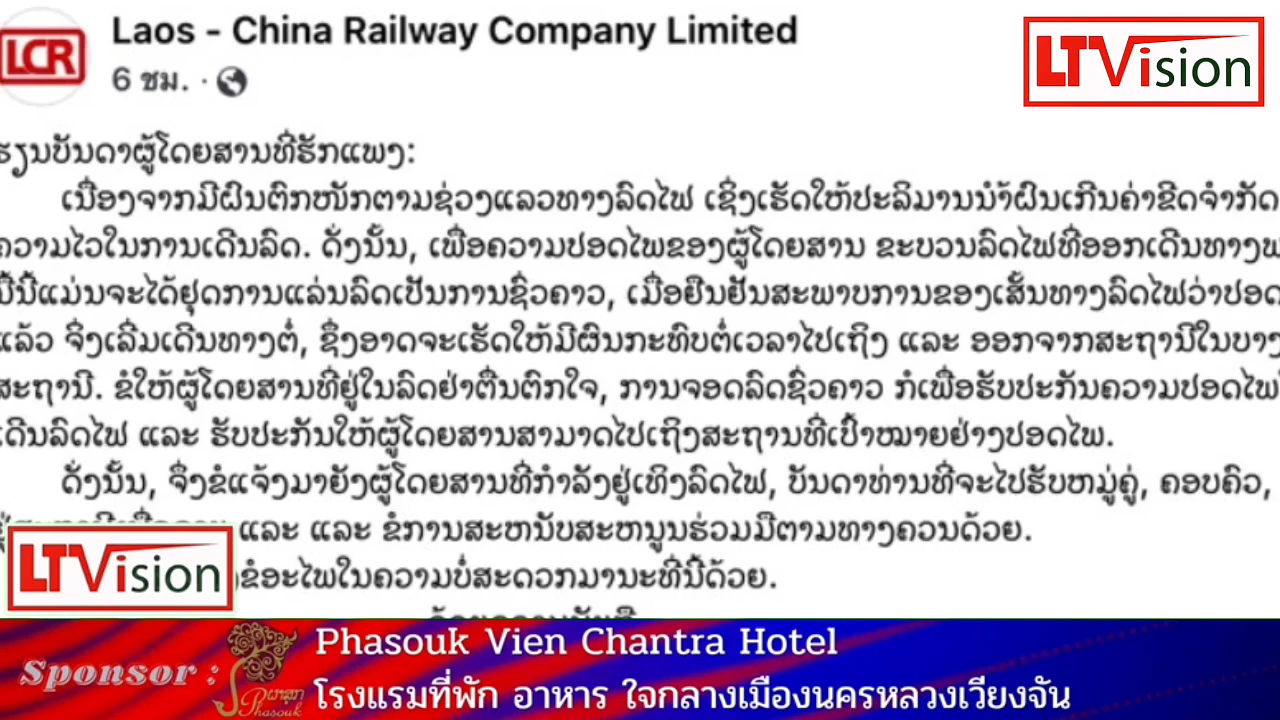 Laos - China Railway Company Limited
LCR
6 ชม.
LTVision
ຮຽນບັນດາຜູ້ໂດຍສານທີ່ຮັກແພງ:
ເນື່ອງຈາກມີຝົນຕົກໜັກຕາມຊ່ວງແລວທາງລົດໄຟ ເຊິ່ງເຮັດໃຫ້ປະລິມານນ້ຳຝົນເກີນຄ່າຂີດຈຳກັດ
ຄວາມໄວໃນການເດີນລົດ. ດັ່ງນັ້ນ, ເພື່ອຄວາມປອດໄພຂອງຜູ້ໂດຍສານ ຂະບວນລົດໄຟທີ່ອອກເດີນທາງພ
ມື້ນີ້ແມ່ນຈະໄດ້ຢຸດການແລ່ນລົດເປັນການຊົ່ວຄາວ, ເມື່ອຢືນຢັນສະພາບການຂອງເສັ້ນທາງລົດໄຟວ່າປອດ
ແລ້ວ ຈິ່ງເລີ່ມເດີນທາງຕໍ່, ຊຶ່ງອາດຈະເຮັດໃຫ້ມີຜົນກະທົບຕໍ່ເວລາໄປເຖິງ ແລະ ອອກຈາກສະຖານີໃນບາງ
ສະຖານີ. ຂໍໃຫ້ຜູ້ໂດຍສານທີ່ຢູ່ໃນລົດຢ່າຕື່ນຕົກໃຈ, ການຈອດລົດຊົ່ວຄາວ ກໍເພື່ອຮັບປະກັນຄວາມປອດໄພ
ເດີນລົດໄຟ ແລະ ຮັບປະກັນໃຫ້ຜູ້ໂດຍສານສາມາດໄປເຖິງສະຖານທີ່ເປົ້າໝາຍຢ່າງປອດໄພ.
ດັ່ງນັ້ນ, ຈຶ່ງຂໍແຈ້ງມາຍັງຜູ້ໂດຍສານທີ່ກຳລັງຢູ່ເທິງລົດໄຟ, ບັນດາທ່ານທີ່ຈະໄປຮັບຫມູ່ຄູ່, ຄອບຄົວ,
ແລະ ແລະ ຂໍການສະຫນັບສະຫນູນຮ່ວມມືຕາມທາງຄວນດ້ວຍ.
ຂໍອະໄພໃນຄວາມບໍ່ສະດວກມານະທີ່ນີ້ດ້ວຍ.
LTVision
Sponsor :
ຜາສຸກ
Phasouk
Phasouk Vien Chantra Hotel
โรงแรมที่พัก อาหาร ใจกลางเมืองนครหลวงเวียงจัน